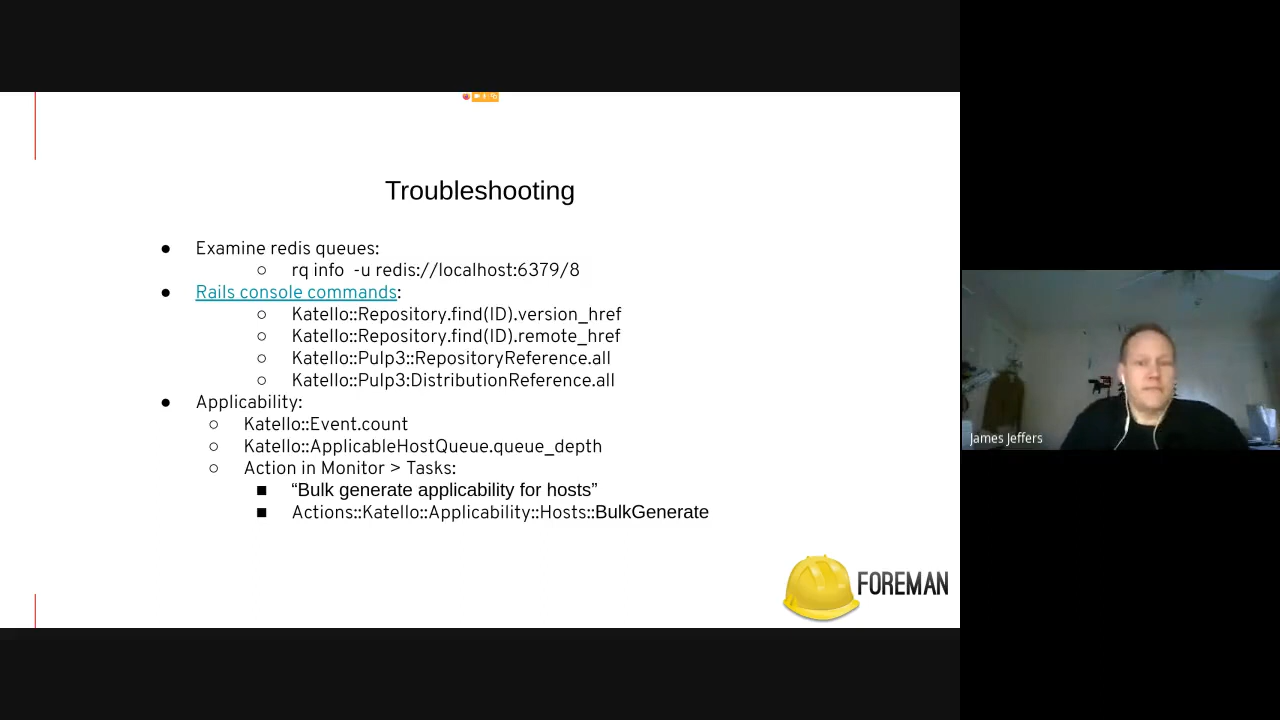 Troubleshooting
● Examine redis queues:
○ rq info -u redis://localhost:6379/8
● Rails console commands:
○ Katello::Repository.find(ID).version_href
○ Katello::Repository.find(ID).remote_href
○ Katello::Pulp3::RepositoryReference.all
○ Katello::Pulp3:DistributionReference.all
● Applicability:
○ Katello::Event.count
○ Katello::ApplicableHostQueue.queue_depth
○ Action in Monitor > Tasks:
■ “Bulk generate applicability for hosts”
■ Actions::Katello::Applicability::Hosts::BulkGenerate
FOREMAN
James Jeffers